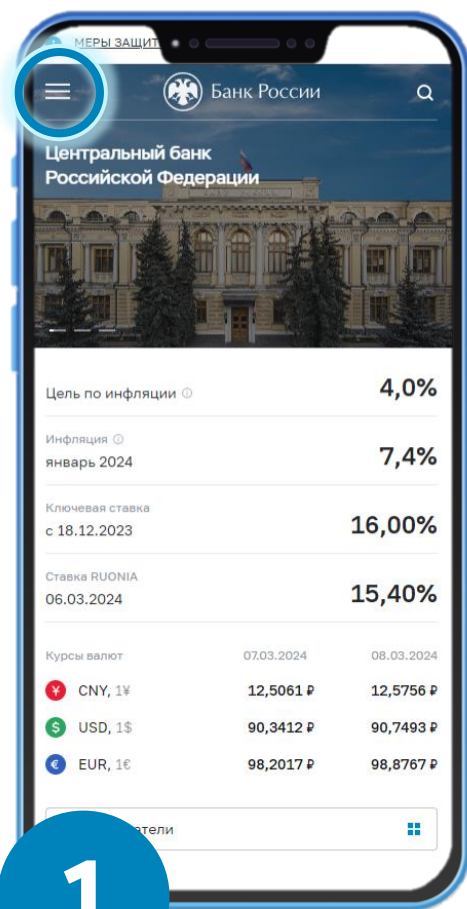 МЕРЫ
Банк России
Центральный банк
Российской Федерации
Цель по инфляции
4,0%
Инфляция
январь 2024
7,4%
Ключевая ставка
с 18.12.2023
16,00%
Ставка RUONIA
06.03.2024
15,40%
Курсы валют 07.03.2024 08.03.2024
¥ CNY, 1¥ 12,5061 ₽ 12,5756 ₽
$ USD, 1$ 90,3412 ₽ 90,7493 ₽
€ EUR, 1€ 98,2017 ₽ 98,8767 ₽
1